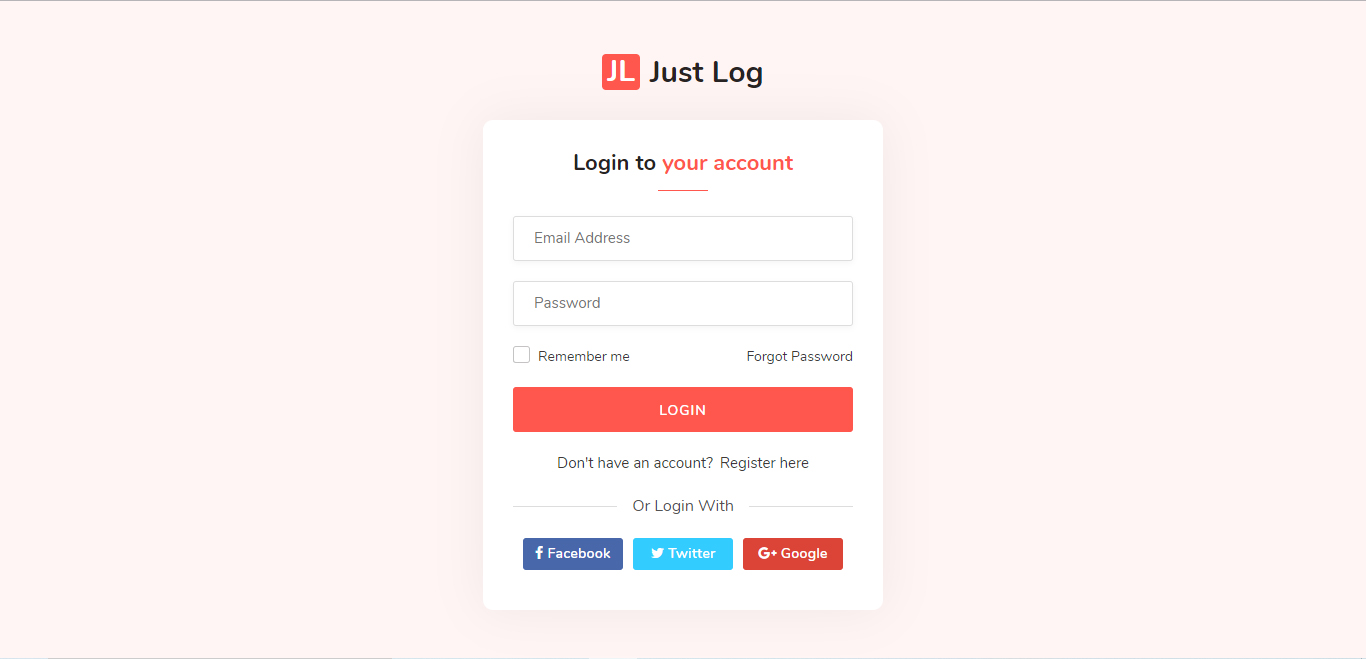 JL Just Log
Login to your account
Email Address
Password
Remember me Forgot Password
LOGIN
Don't have an account? Register here
Or Login With
Facebook Twitter G+ Google